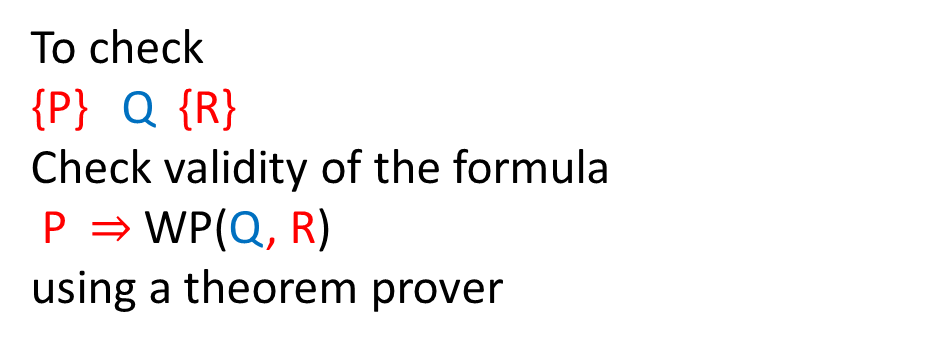 To check
{P} Q {R}
Check validity of the formula
P ⇒ WP(Q, R)
using a theorem prover